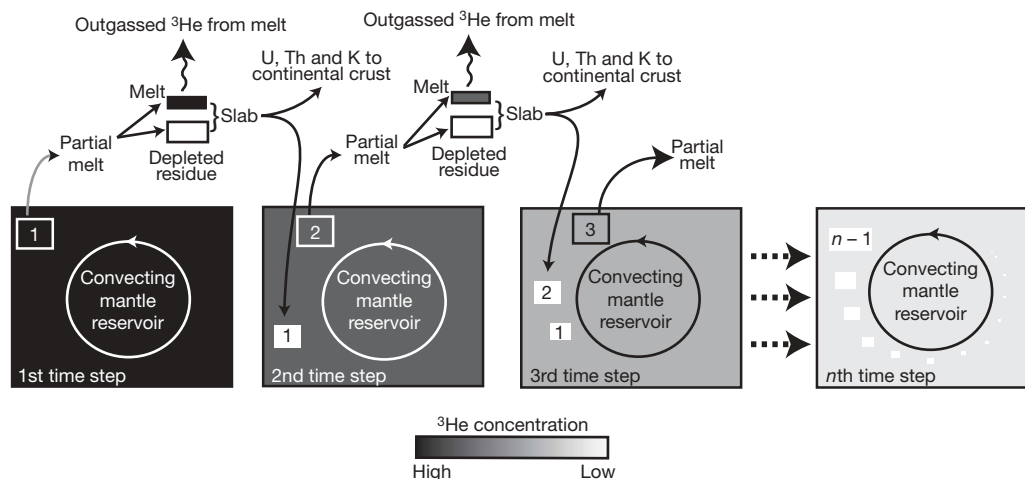 Outgassed ³He from melt
Outgassed ³He from melt
U, Th and K to
continental crust
U, Th and K to
continental crust
Melt
Slab
Partial
melt
Depleted
residue
Melt
Slab
Partial
melt
Depleted
residue
Partial
melt
1
Convecting
mantle
reservoir
1st time step
2
1
Convecting
mantle
reservoir
2nd time step
3
2
1
Convecting
mantle
reservoir
3rd time step
n – 1
Convecting
mantle
reservoir
nth time step
³He concentration
High
Low